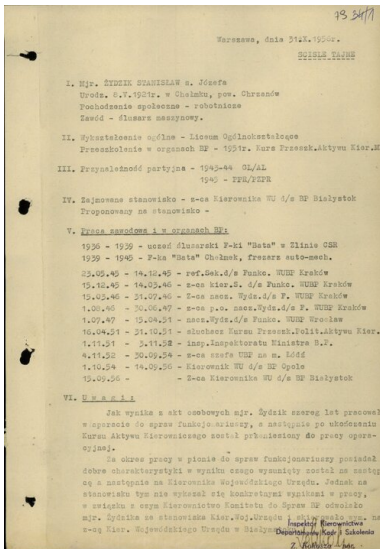 78 34/1
Warszawa, dnia 31.X.1956r.
ŚCIŚLE TAJNE
I. Mjr. ŻYDZIK STANISŁAW s. Józefa
Urodz. 8.V.1921r. w Chełmku, pow. Chrzanów
Pochodzenie społeczne - robotnicze
Zawód - ślusarz maszynowy.
II. Wykształcenie ogólne - Liceum Ogólnokształcące
Przeszkolenie w organach BP - 1951r. Kurs Przeszk.Aktywu Kier.M
III. Przynależność partyjna - 1943-44 GL/AL
1945 - PPR/PZPR
IV. Zajmowane stanowisko - z-ca Kierownika WU d/s BP Białystok
Proponowany na stanowisko -
V. Praca zawodowa i w organach BP:
1936 - 1939 - uczeń ślusarski F-ki "Bata" w Zlinie CSR
1939 - 1945 - F-ka "Bata" Chełmek, frezarz auto-mech.
23.05.45 - 14.12.45 - ref.Sek.d/s Funkc. WUBP Kraków
15.12.45 - 14.03.46 - z-ca kier.S. d/s Funkc. WUBP Kraków
15.03.46 - 31.07.46 - Z-ca nacz. Wydz.d/s F. WUBP Kraków
1.08.46 - 30.06.47 - z-ca p.o. nacz.Wydz.d/s F. WUBP Kraków
1.07.47 - 15.04.51 - nacz.Wydz.d/s Funkc. WUBP Wrocław
16.04.51 - 31.10.51 - słuchacz Kursu Przeszk.Polit.Aktywu Kier.
1.11.51 - 3.11.52 - insp.Inspektoratu Ministra B.P.
4.11.52 - 30.09.54 - z-ca szefa UBP na m. Łódź
1.10.54 - 14.09.56 - Kierownik WU d/s BP Opole
15.09.56 - - Z-ca Kierownika WU d/s BP Białystok
VI. U w a g i :
Jak wynika z akt osobowych mjr. Żydzik szereg lat pracował
w aparacie do spraw funkcjonariuszy, a następnie po ukończeniu
Kursu Aktywu Kierowniczego został przeniesiony do pracy opera-
cyjnej.
Za okres pracy w pionie do spraw funkcjonariuszy posiadał
dobre charakterystyki w wyniku czego wysunięty został na zastęp
cę a następnie na Kierownika Wojewódzkiego Urzędu. Jednak na
stanowisku tym nie wykazał się konkretnymi wynikami w pracy,
w związku z czym Kierownictwo Komitetu do Spraw BP odwołało
mjr. Żydzika ze stanowiska Kier.Woj.Urzędu i skierowało wym. na
z-cę Kier. Wojewódzkiego Urzędu w Białymstoku.
Inspektor Kierownictwa
Departamentu Kadr i Szkolenia